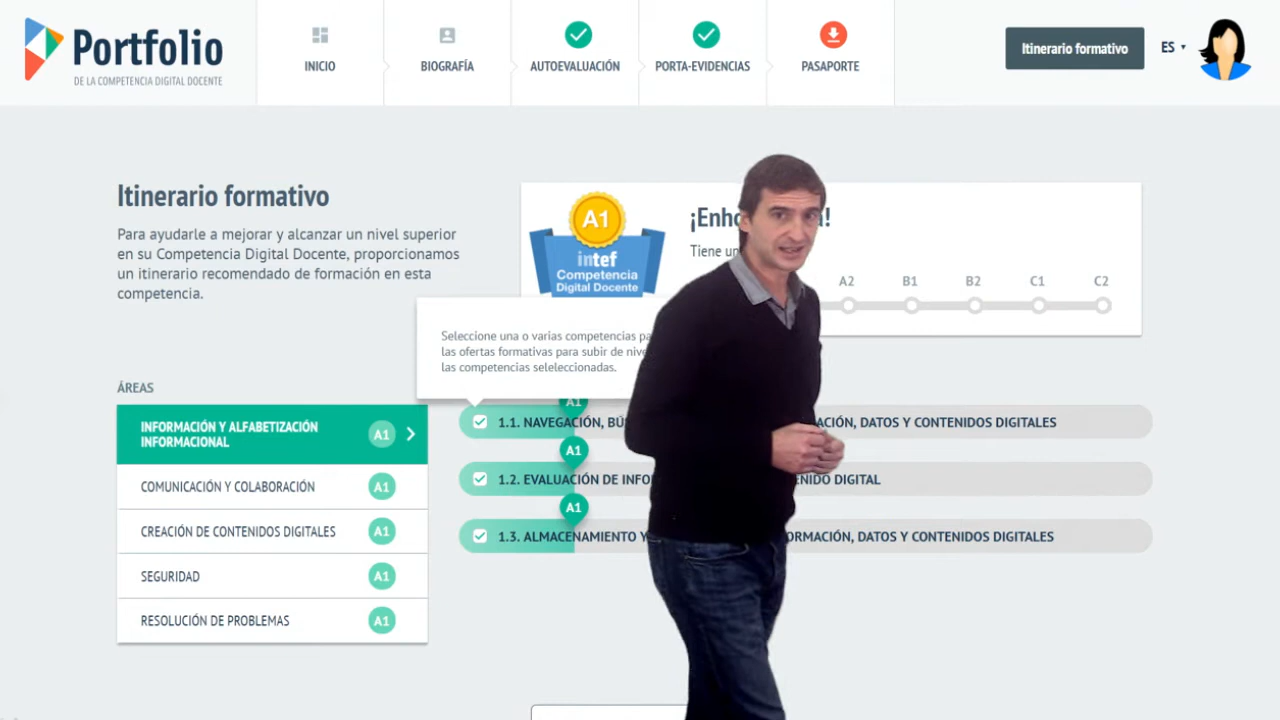 Portfolio
DE LA COMPETENCIA DIGITAL DOCENTE
INICIO
BIOGRAFÍA
AUTOEVALUACIÓN
PORTA-EVIDENCIAS
PASAPORTE
Itinerario formativo
ES
Itinerario formativo
Para ayudarle a mejorar y alcanzar un nivel superior
en su Competencia Digital Docente, proporcionamos
un itinerario recomendado de formación en esta
competencia.
A1
intef
Competencia
Digital Docente
Tiene
A2 B1 B2 C1 C2
Seleccione una o varias competencias
las ofertas formativas para subir de
las competencias seleleccionadas.
ÁREAS
INFORMACIÓN Y ALFABETIZACIÓN
INFORMACIONAL
A1
COMUNICACIÓN Y COLABORACIÓN A1
CREACIÓN DE CONTENIDOS DIGITALES A1
SEGURIDAD A1
RESOLUCIÓN DE PROBLEMAS A1
A1
1.1. NAVEGACIÓN, DATOS Y CONTENIDOS DIGITALES
A1
1.2. EVALUACIÓN DE DIGITAL
A1
1.3. ALMACENAMIENTO Y DATOS Y CONTENIDOS DIGITALES